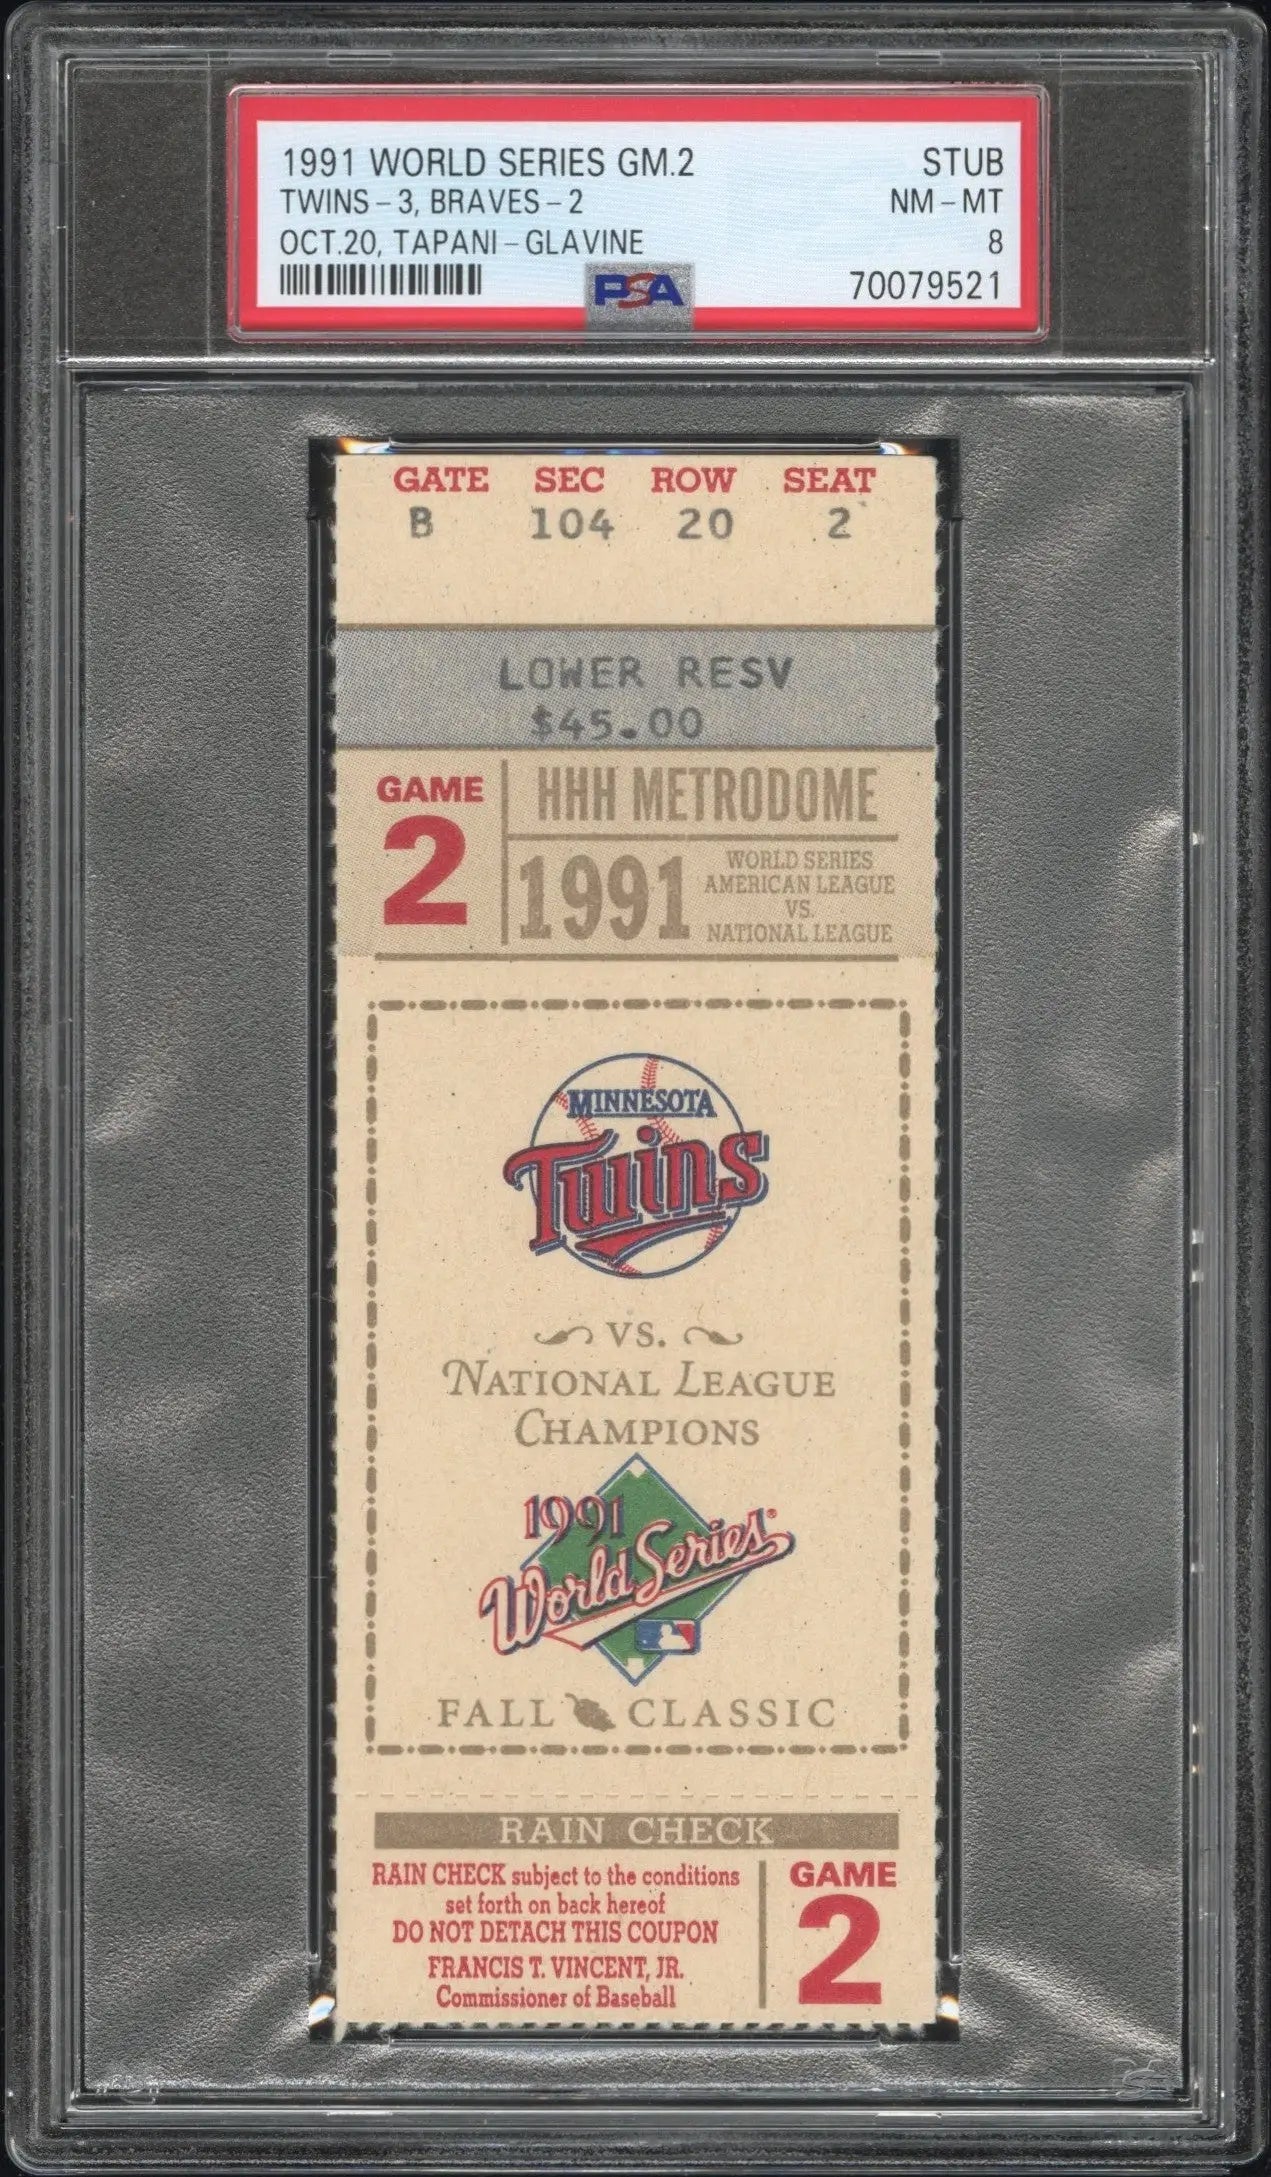 1991 WORLD SERIES GM.2 STUB
TWINS - 3, BRAVES - 2 NM - MT
OCT.20, TAPANI - GLAVINE 8
PSA 70079521
GATE SEC ROW SEAT
B 104 20 2
LOWER RESV
$45.00
GAME
2
HHH METRODOME
1991
WORLD SERIES
AMERICAN LEAGUE
VS.
NATIONAL LEAGUE
MINNESOTA
Twins
VS.
NATIONAL LEAGUE
CHAMPIONS
1991
World Series
FALL CLASSIC
RAIN CHECK
RAIN CHECK subject to the conditions
set forth on back hereof
DO NOT DETACH THIS COUPON
FRANCIS T. VINCENT, JR.
Commissioner of Baseball
GAME
2